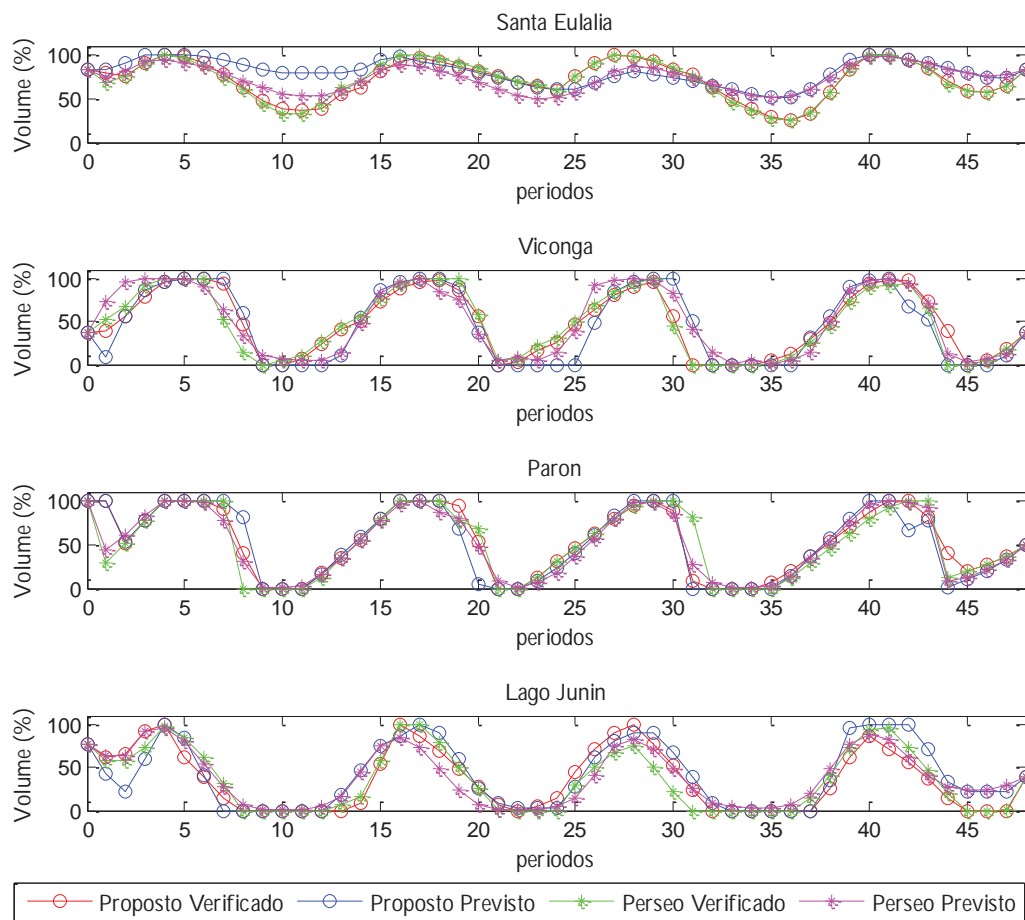 Santa Eulalia
Volume (%)
100
50
0
0 5 10 15 20 25 30 35 40 45
periodos
Viconga
Volume (%)
100
50
0
0 5 10 15 20 25 30 35 40 45
periodos
Paron
Volume (%)
100
50
0
0 5 10 15 20 25 30 35 40 45
periodos
Lago Junin
Volume (%)
100
50
0
0 5 10 15 20 25 30 35 40 45
periodos
Proposto Verificado Proposto Previsto Perseo Verificado Perseo Previsto